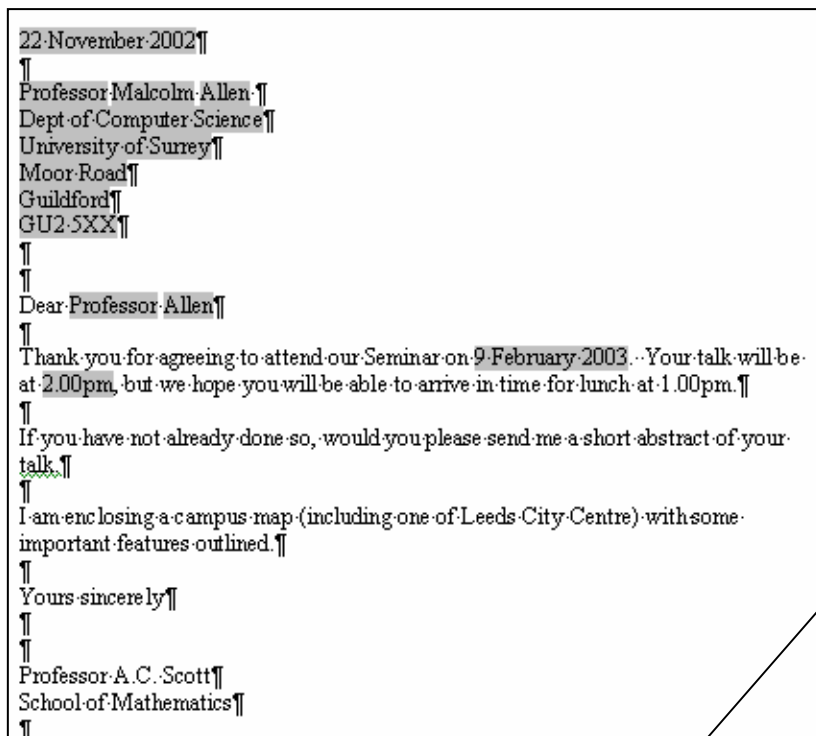 22·November·2002¶
¶
Professor·Malcolm·Allen·¶
Dept·of·Computer·Science¶
University·of·Surrey¶
Moor·Road¶
Guildford¶
GU2·5XX¶
¶
¶
Dear·Professor·Allen¶
¶
Thank·you·for·agreeing·to·attend·our·Seminar·on·9·February·2003.··Your·talk·will·be·
at·2.00pm,·but·we·hope·you·will·be·able·to·arrive·in·time·for·lunch·at·1.00pm.¶
¶
If·you·have·not·already·done·so,·would·you·please·send·me·a·short·abstract·of·your·
talk.¶
¶
I·am·enclosing·a·campus·map·(including·one·of·Leeds·City·Centre)·with·some·
important·features·outlined.¶
¶
Yours·sincerely¶
¶
¶
Professor·A.C.·Scott¶
School·of·Mathematics¶
¶